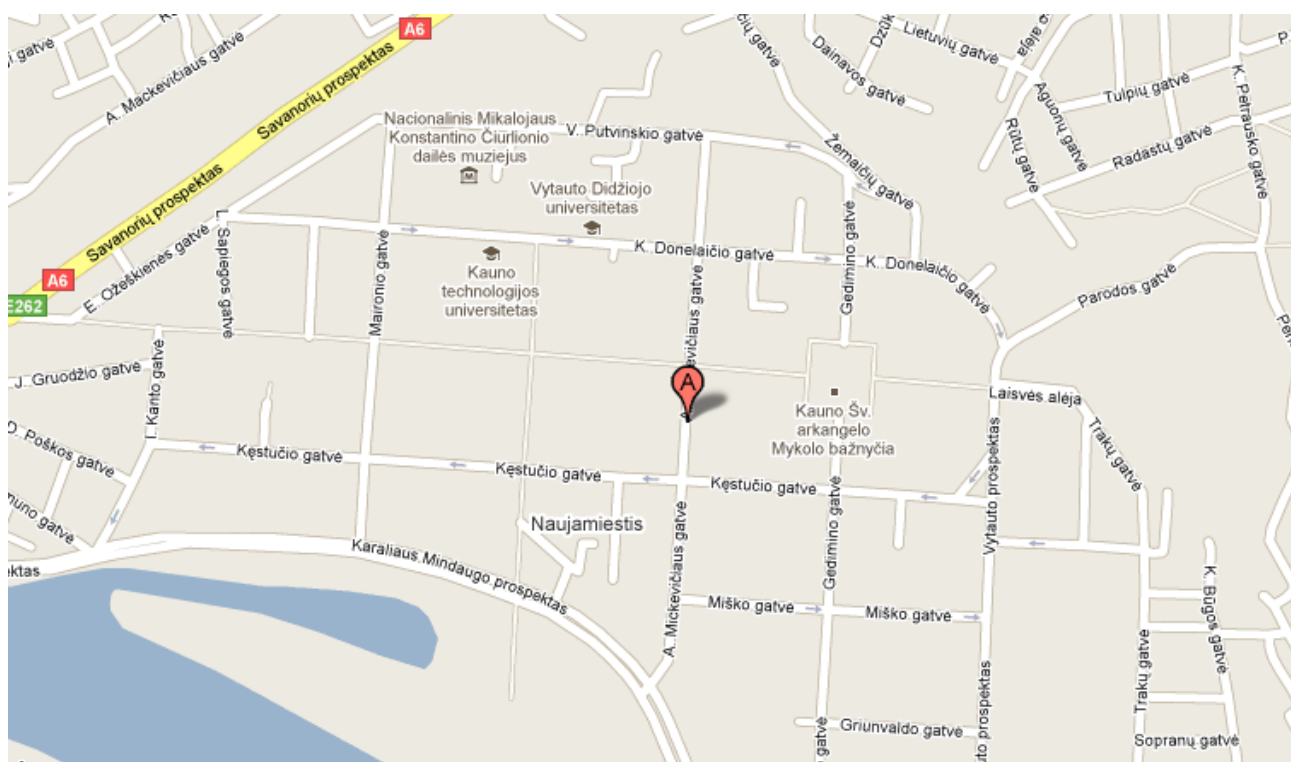 A6
Savanorių prospektas
A. Mackevičiaus gatvė
Savanorių prospektas
A6
E. Ožeškienės gatvė
L. Sapiegos gatvė
Maironio gatvė
Nacionalinis Mikalojaus
Konstantino Čiurlionio
dailės muziejus
V. Putvinskio gatvė
Vytauto Didžiojo
universitetas
Kauno
technologijos
universitetas
K. Donelaičio gatvė
K. Donelaičio gatvė
Gedimino gatvė
Žemaičių gatvė
Dainavos gatvė
Lietuvių gatvė
Aguonų gatvė
Tulpių gatvė
Rūtų gatvė
Radastų gatvė
K. Petrausko gatvė
Parodos gatvė
A
Laisvės alėja
Trakų gatvė
Kauno Šv.
arkangelo
Mykolo bažnyčia
J. Gruodžio gatvė
I. Kanto gatvė
D. Poškos gatvė
Kęstučio gatvė
Kęstučio gatvė
Kęstučio gatvė
Naujamiestis
Karaliaus Mindaugo prospektas
A. Mickevičiaus gatvė
Gedimino gatvė
Vytauto prospektas
Miško gatvė
Miško gatvė
K. Būgos gatvė
Trakų gatvė
Griunvaldo gatvė
Sopranų gatvė